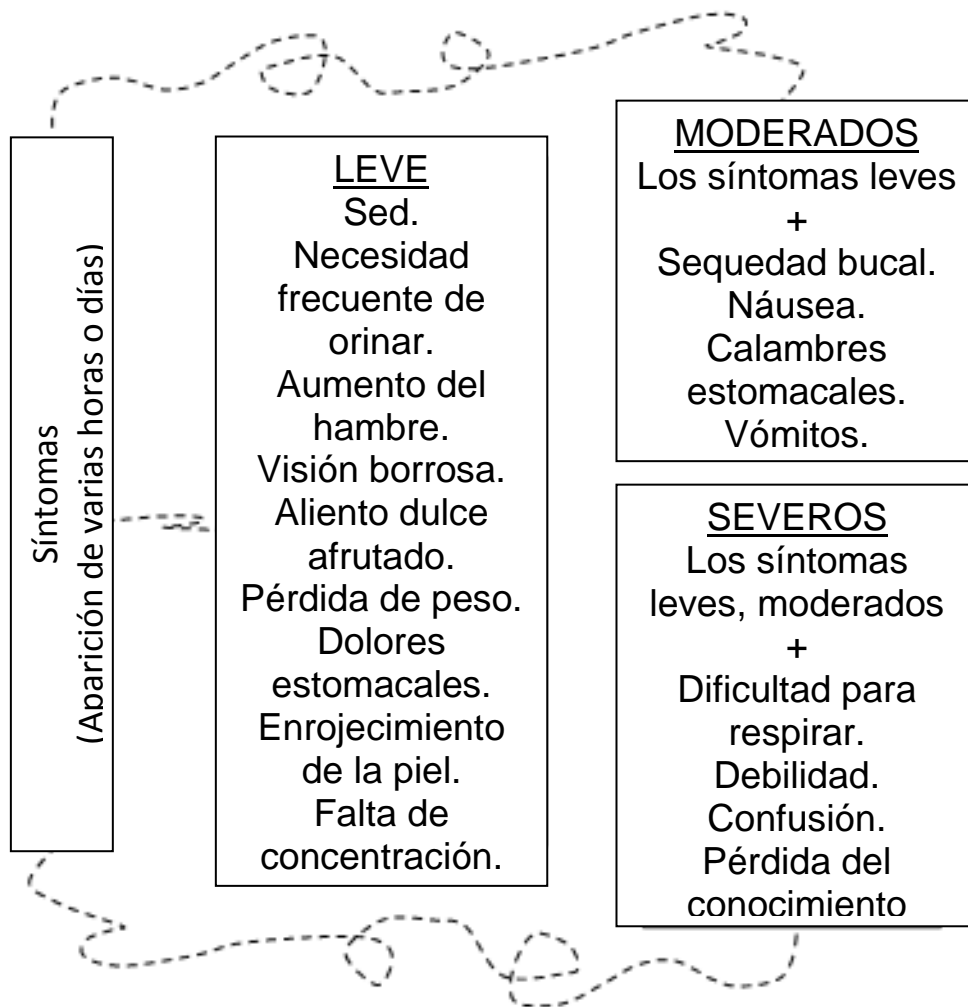 Síntomas
(Aparición de varias horas o días)
LEVE
Sed.
Necesidad
frecuente de
orinar.
Aumento del
hambre.
Visión borrosa.
Aliento dulce
afrutado.
Pérdida de peso.
Dolores
estomacales.
Enrojecimiento
de la piel.
Falta de
concentración.
MODERADOS
Los síntomas leves
+
Sequedad bucal.
Náusea.
Calambres
estomacales.
Vómitos.
SEVEROS
Los síntomas
leves, moderados
+
Dificultad para
respirar.
Debilidad.
Confusión.
Pérdida del
conocimiento